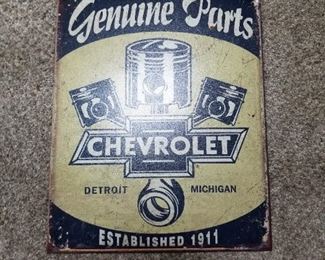 Genuine Parts
CHEVROLET
DETROIT MICHIGAN
ESTABLISHED 1911